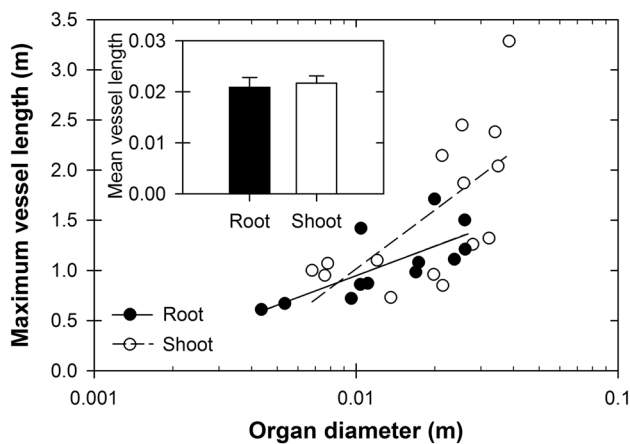 3.5
3.0
2.5
2.0
1.5
1.0
0.5
0.0
Maximum vessel length (m)
0.03
0.02
0.01
0.00
Mean vessel length
Root Shoot
Root
Shoot
0.001 0.01 0.1
Organ diameter (m)